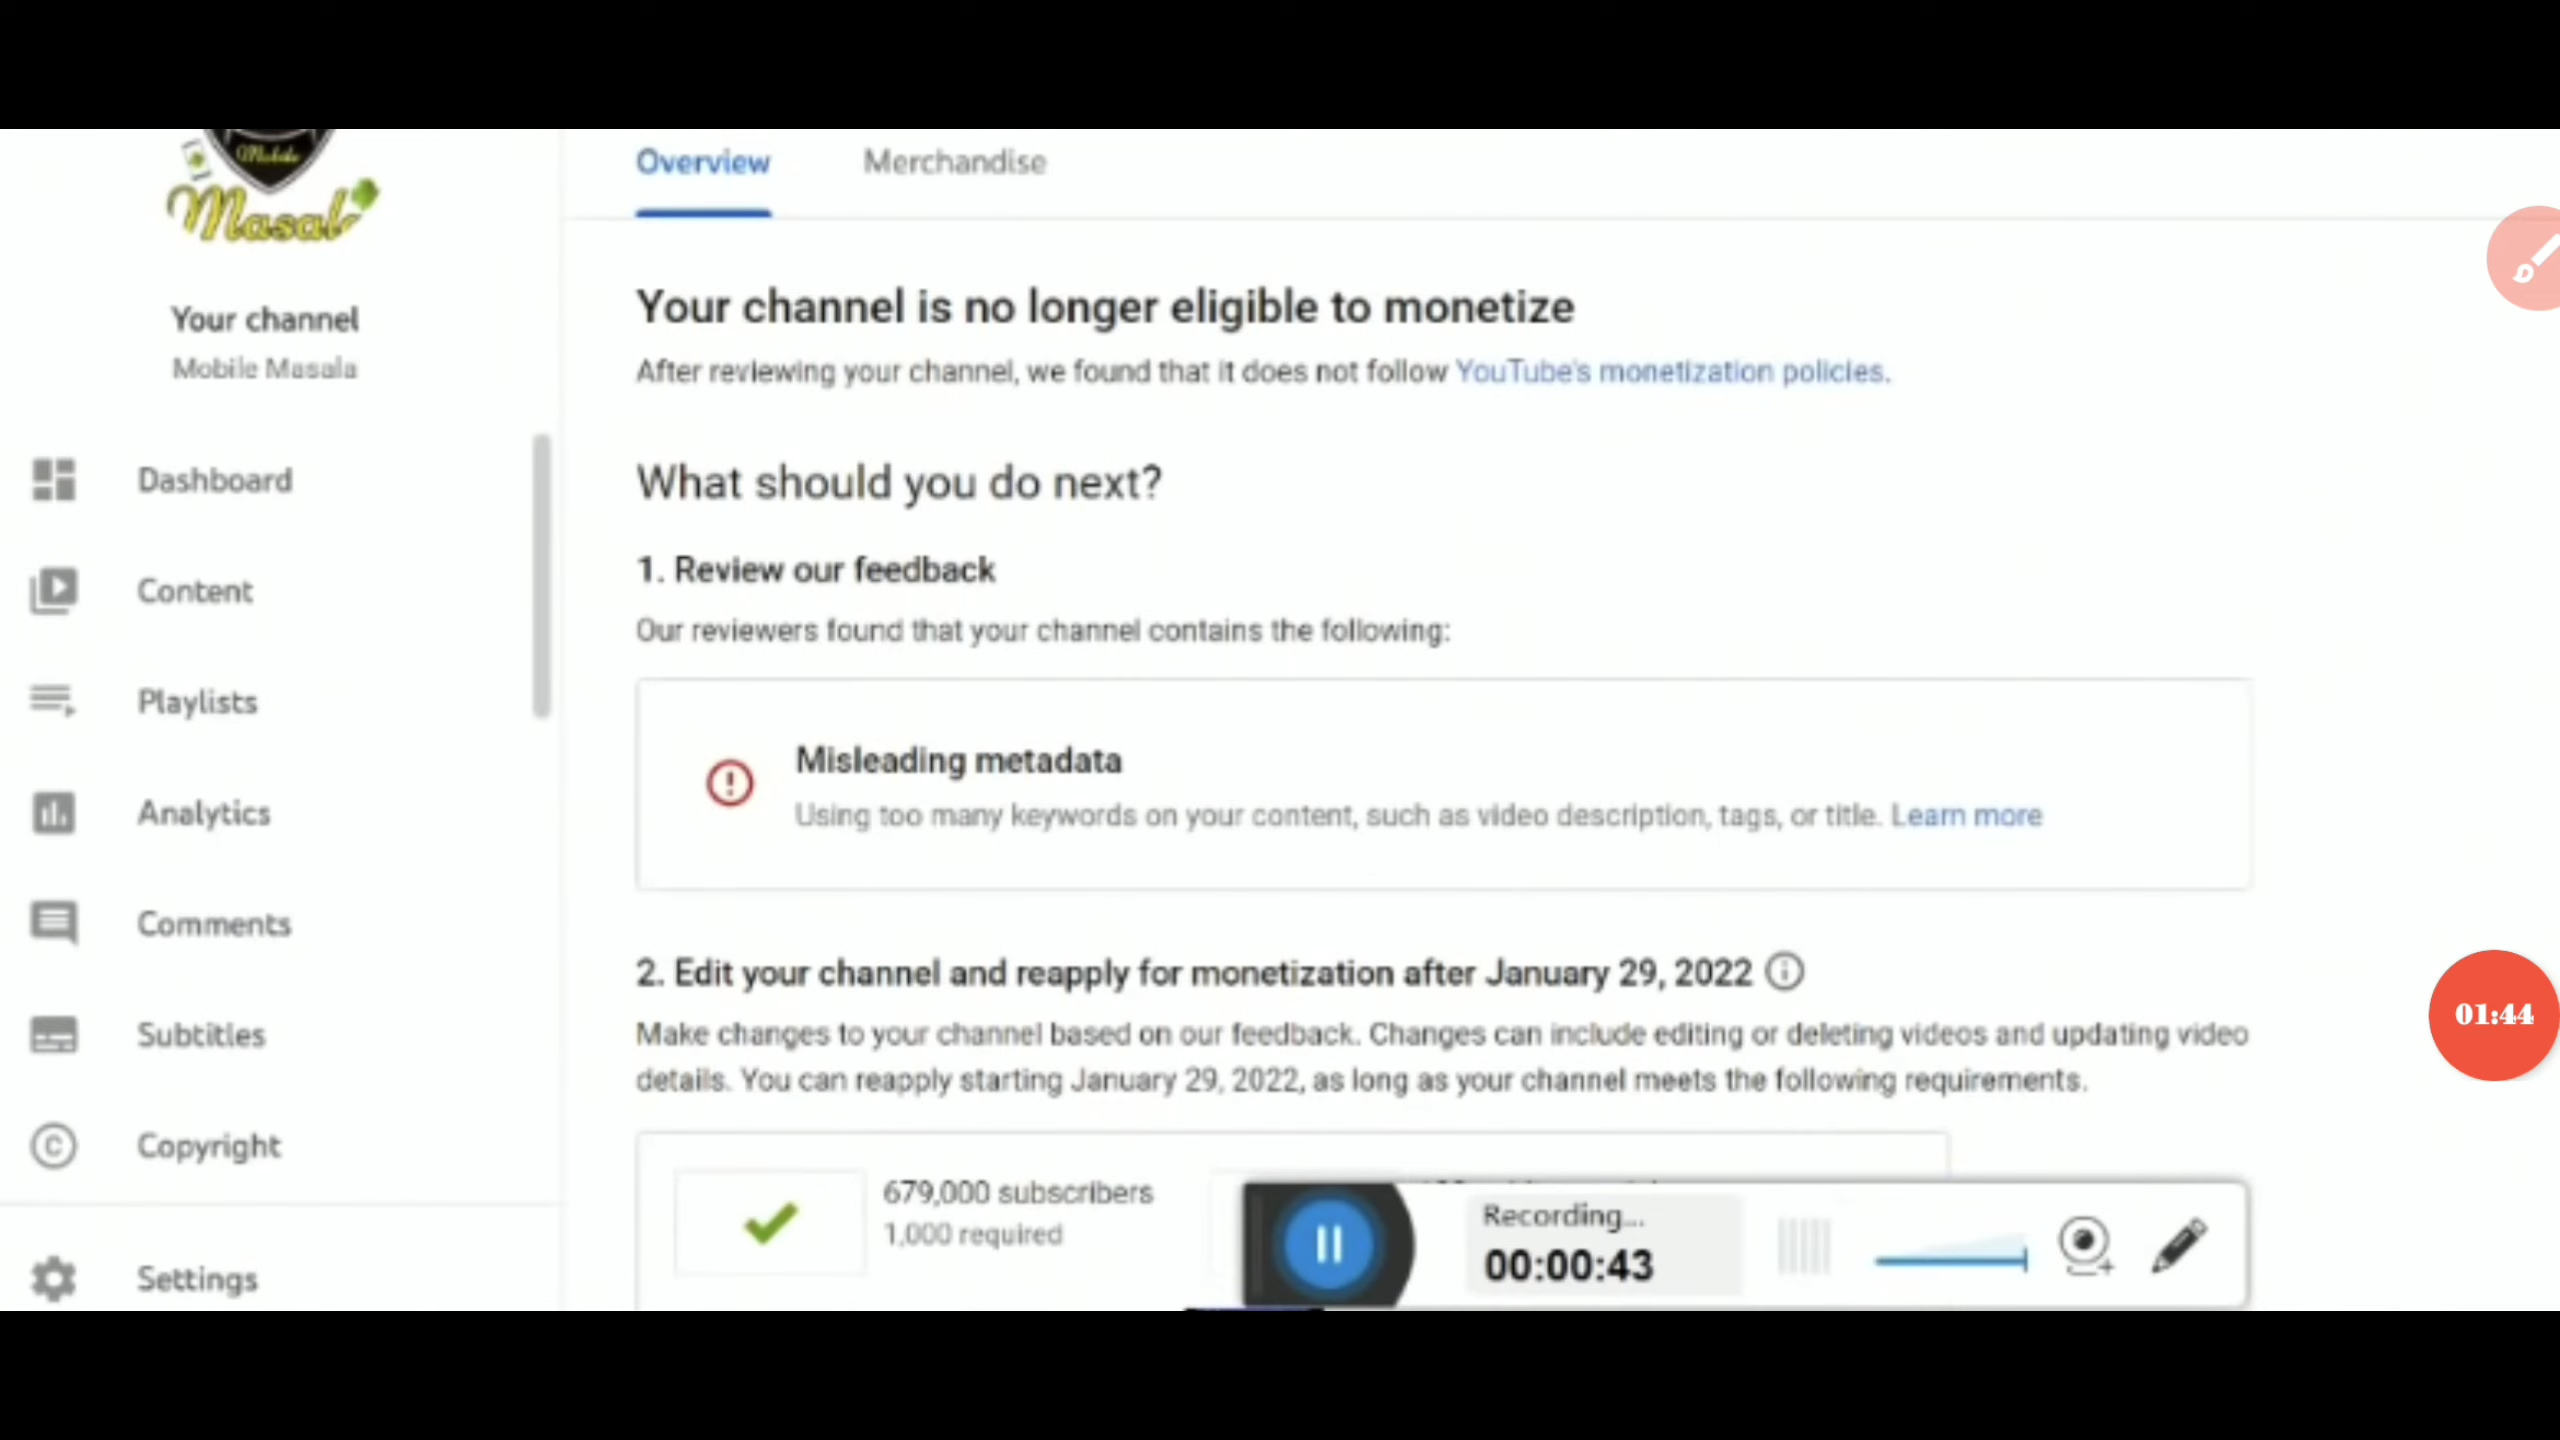 Mobile
Masala
Your channel
Mobile Masala
Dashboard
Content
Playlists
Analytics
Comments
Subtitles
Copyright
Settings
Overview
Merchandise
Your channel is no longer eligible to monetize
After reviewing your channel, we found that it does not follow YouTube's monetization policies.
What should you do next?
1. Review our feedback
Our reviewers found that your channel contains the following:
Misleading metadata
Using too many keywords on your content, such as video description, tags, or title. Learn more
2. Edit your channel and reapply for monetization after January 29, 2022
Make changes to your channel based on our feedback. Changes can include editing or deleting videos and updating video
details. You can reapply starting January 29, 2022, as long as your channel meets the following requirements.
679,000 subscribers
1,000 required
Recording...
00:00:43
01:44